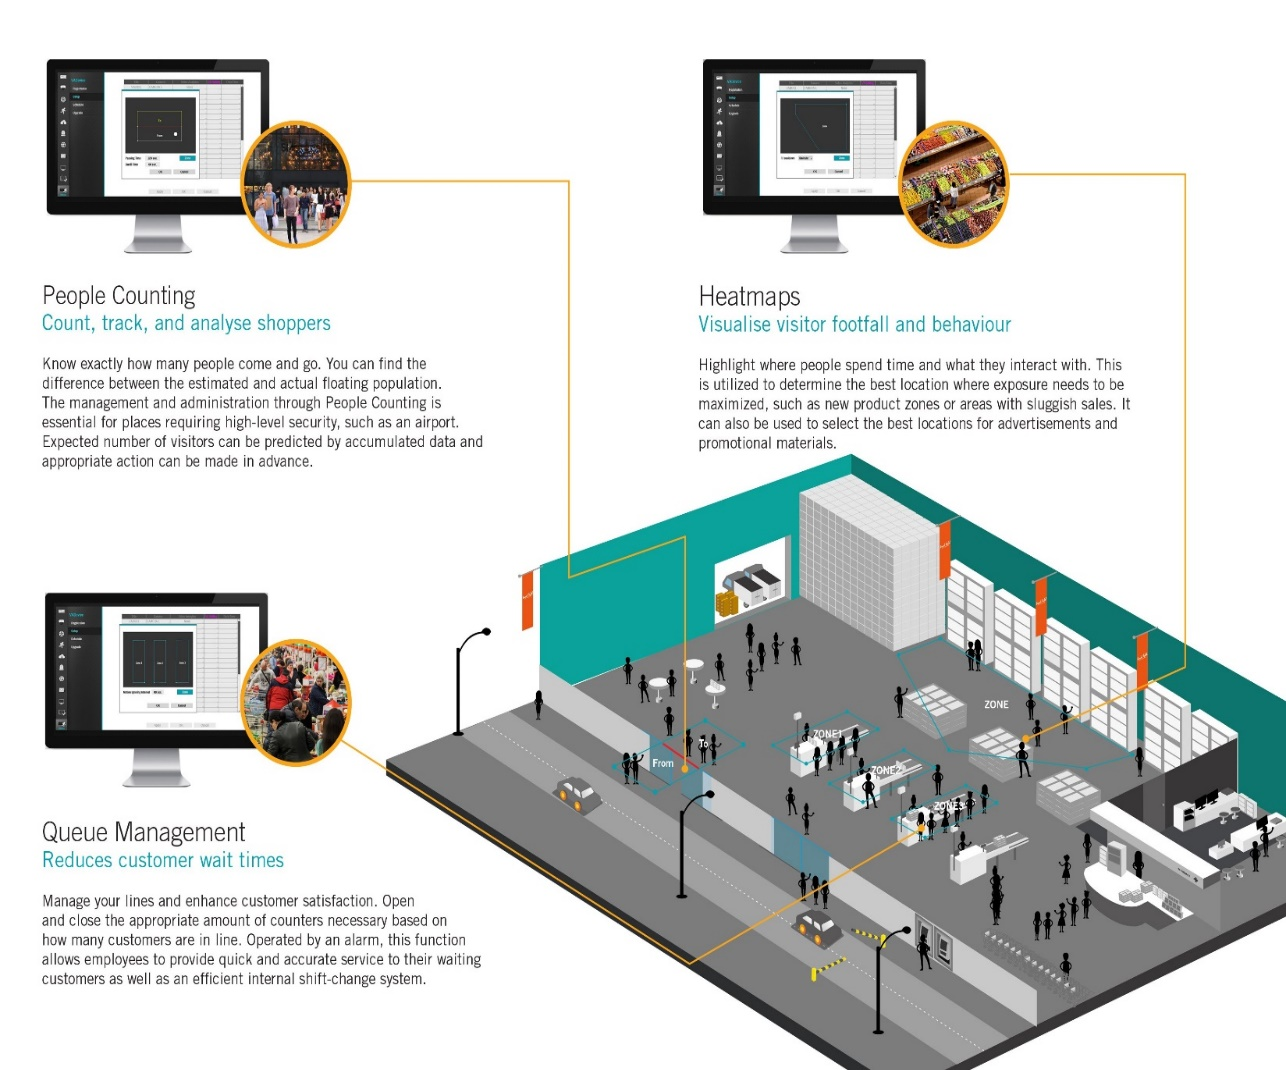 People Counting
Count, track, and analyse shoppers
Know exactly how many people come and go. You can find the
difference between the estimated and actual floating population.
The management and administration through People Counting is
essential for places requiring high-level security, such as an airport.
Expected number of visitors can be predicted by accumulated data and
appropriate action can be made in advance.
Heatmaps
Visualise visitor footfall and behaviour
Highlight where people spend time and what they interact with. This
is utilized to determine the best location where exposure needs to be
maximized, such as new product zones or areas with sluggish sales. It
can also be used to select the best locations for advertisements and
promotional materials.
Queue Management
Reduces customer wait times
Manage your lines and enhance customer satisfaction. Open
and close the appropriate amount of counters necessary based on
how many customers are in line. Operated by an alarm, this function
allows employees to provide quick and accurate service to their waiting
customers as well as an efficient internal shift-change system.
ZONE
ZONE1
To
From
ZONE2
ZONE3